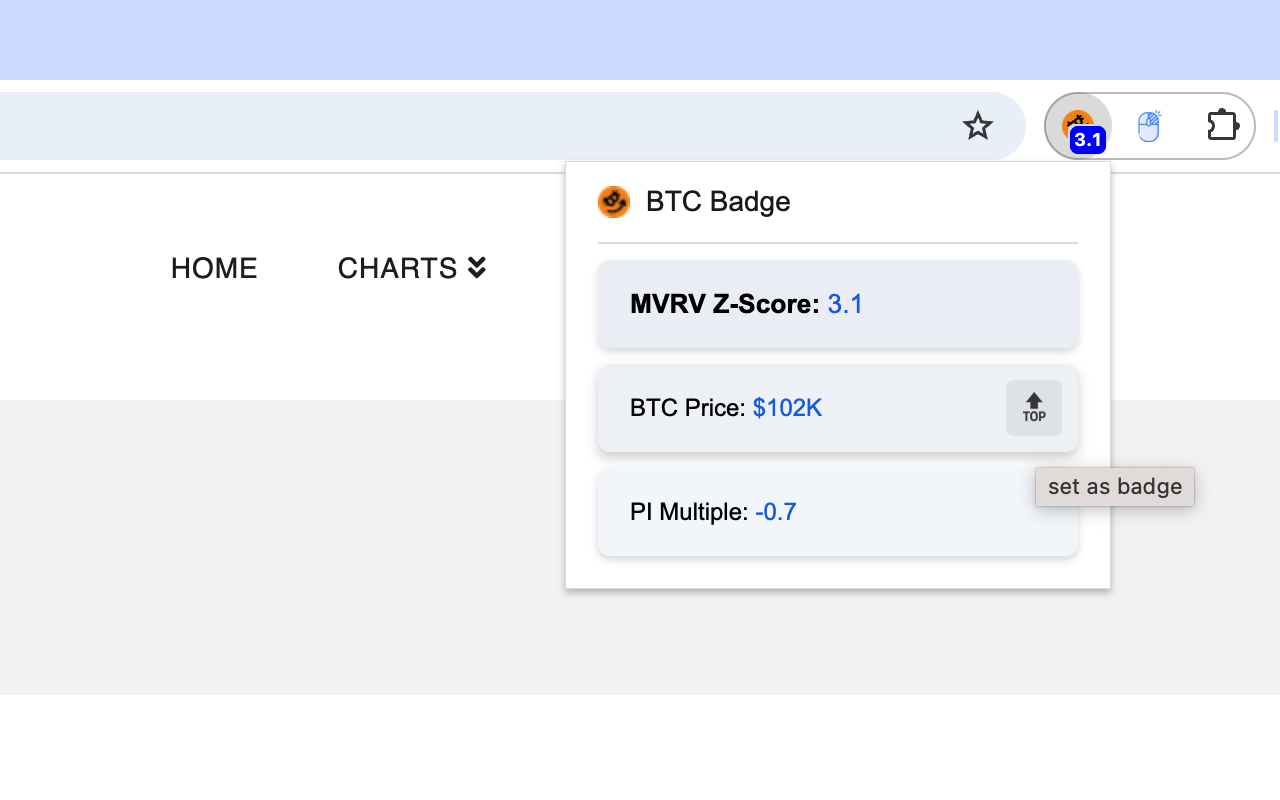 3.1
BTC Badge
HOME
CHARTS
MVRV Z-Score: 3.1
BTC Price: $102K
TOP
set as badge
PI Multiple: -0.7